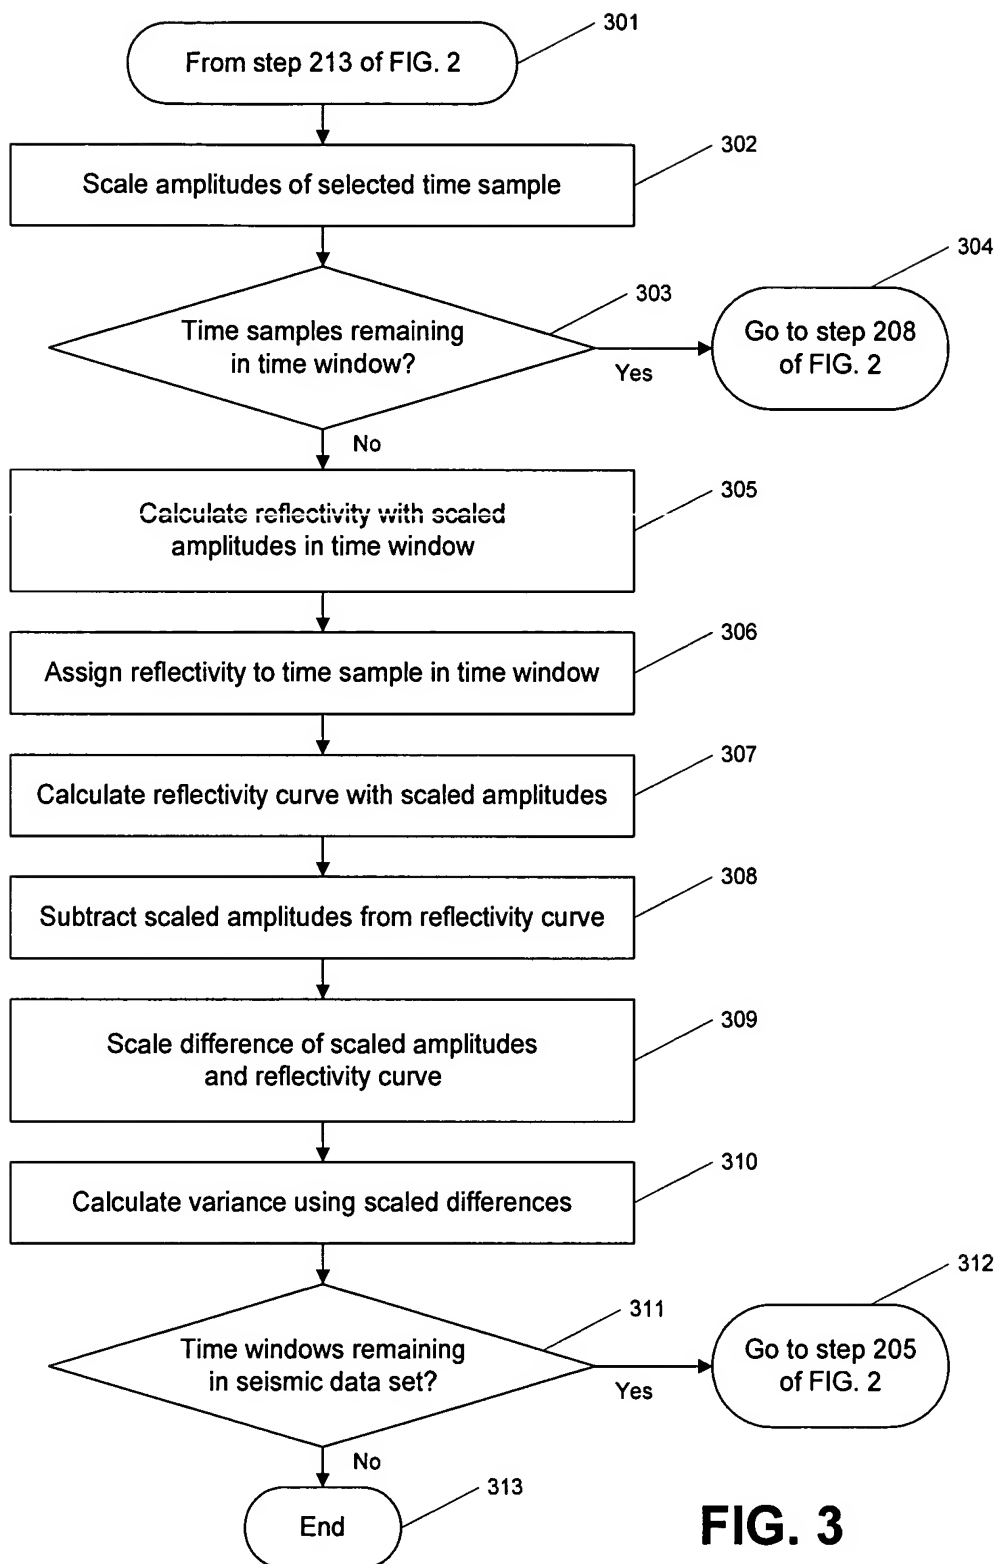 301
From step 213 of FIG. 2
302
Scale amplitudes of selected time sample
303
304
Time samples remaining
in time window?
Yes
Go to step 208
of FIG. 2
No
305
Calculate reflectivity with scaled
amplitudes in time window
306
Assign reflectivity to time sample in time window
307
Calculate reflectivity curve with scaled amplitudes
308
Subtract scaled amplitudes from reflectivity curve
309
Scale difference of scaled amplitudes
and reflectivity curve
310
Calculate variance using scaled differences
311
312
Time windows remaining
in seismic data set?
Yes
Go to step 205
of FIG. 2
No
313
End
FIG. 3